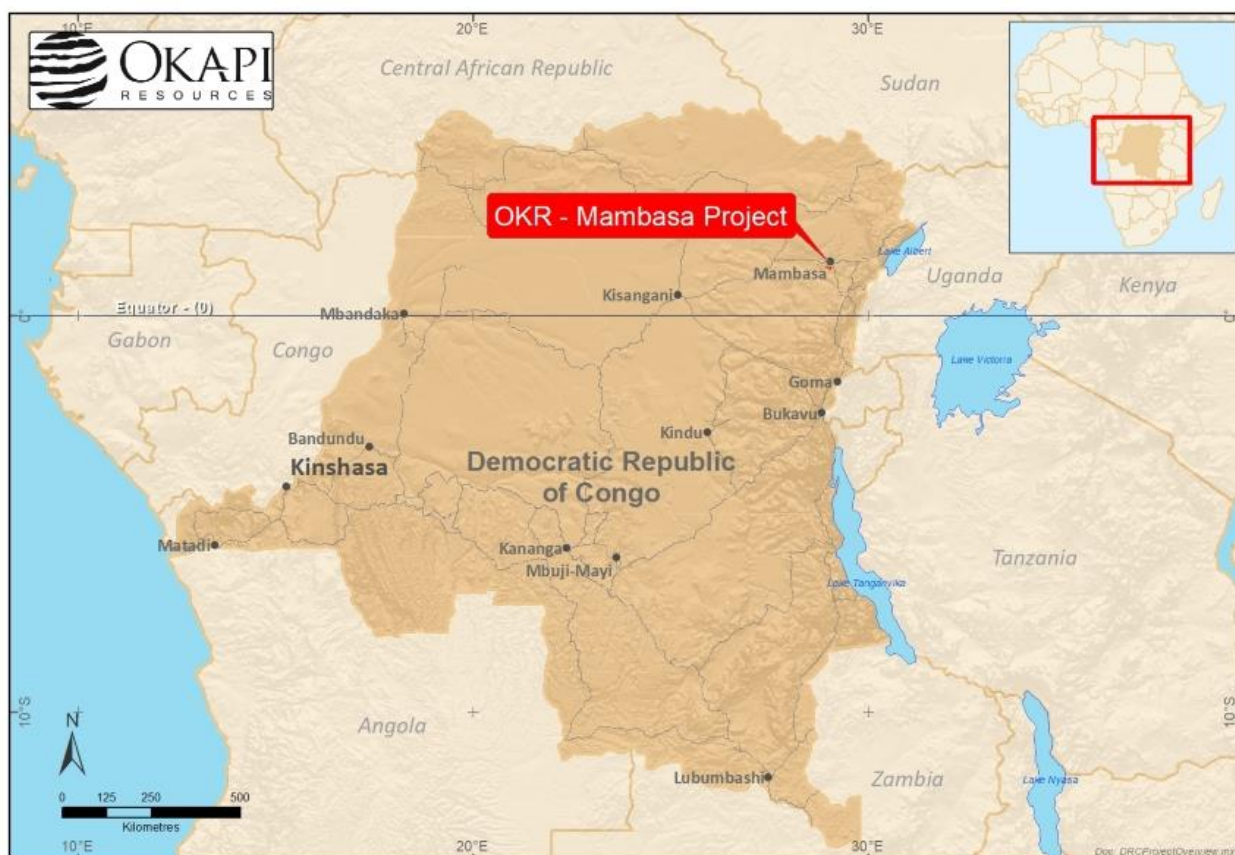 10°E
20°E
30°E
OKAPI
RESOURCES
Central African Republic
Sudan
OKR - Mambasa Project
Lake Albert
Mambasa
Uganda
Kenya
Kisangani
Equator - (0)
Mbandaka
Gabon
Congo
Lake Victoria
Goma
Bukavu
Kindu
Bandundu
Kinshasa
Democratic Republic
of Congo
Matadi
Kananga
Mbuji-Mayi
Tanzania
Lake Tanganyika
10°S
10°S
N
Angola
Lubumbashi
Zambia
Lake Nyasa
0 125 250 500
Kilometres
10°E
20°E
30°E